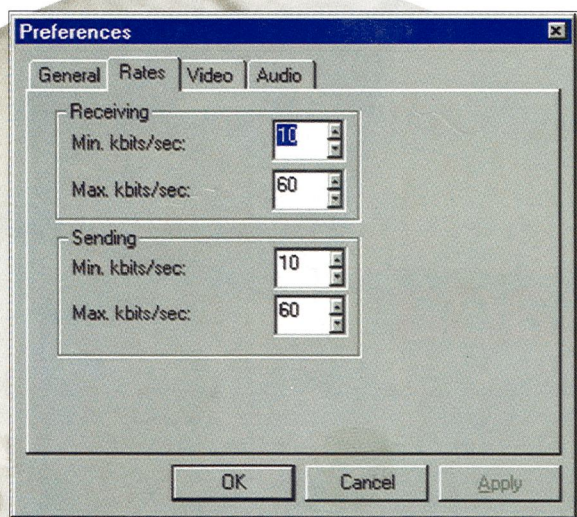 Preferences
General Rates Video Audio
Receiving
Min. kbits/sec: 10
Max. kbits/sec: 60
Sending
Min. kbits/sec: 10
Max. kbits/sec: 60
OK Cancel Apply